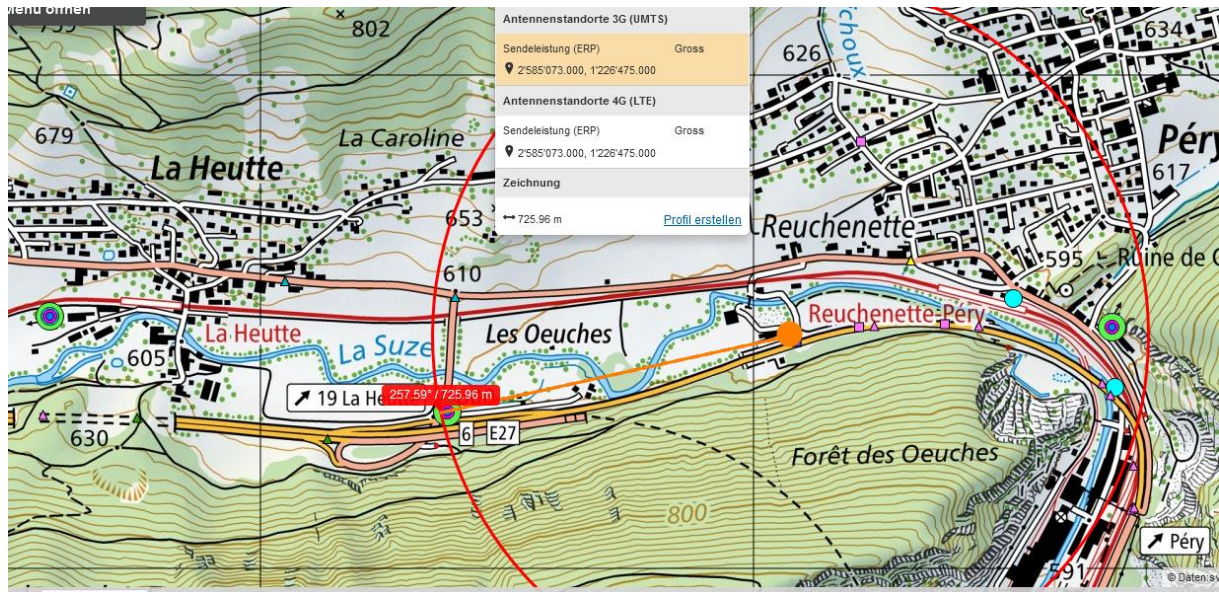 Menü öffnen
802
Antennenstandorte 3G (UMTS)
Sendeleistung (ERP) Gross
2'585'073.000, 1'226'475.000
Antennenstandorte 4G (LTE)
Sendeleistung (ERP) Gross
2'585'073.000, 1'226'475.000
Zeichnung
725.96 m Profil erstellen
626
634
679
La Caroline
La Heutte
Péry
617
653
Reuchenette
610
595
Ruine de
La Heutte
Les Oeuches
Reuchenette-Péry
La Suze
605
19 La He
257.59° / 725.96 m
6
E27
630
Forêt des Oeuches
800
Péry
591
© Daten:sw